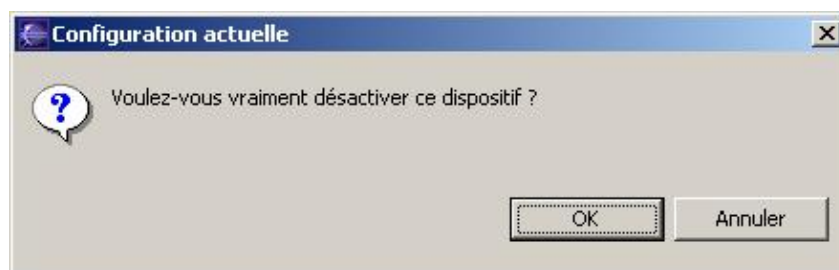 Configuration actuelle
Voulez-vous vraiment désactiver ce dispositif ?
OK
Annuler